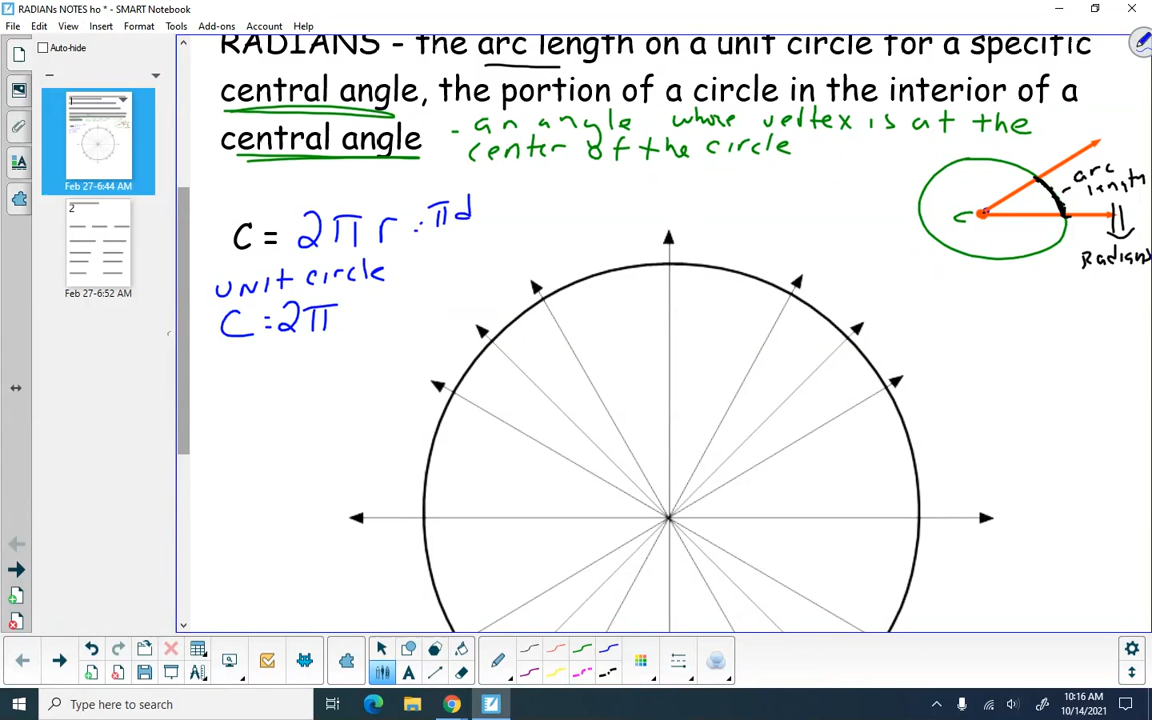 RADIANs NOTES ho * - SMART Notebook
File Edit View Insert Format Tools Add-ons Account Help
Auto-hide
1
Feb 27-6:44 AM
2
Feb 27-6:52 AM
RADIANS - the arc length on a unit circle for a specific
central angle, the portion of a circle in the interior of a
central angle - an angle whose vertex is at the
center of the circle
C = 2πr = πd
unit circle
C = 2π
C
arc
length
Radians
Type here to search
10:16 AM
10/14/2021